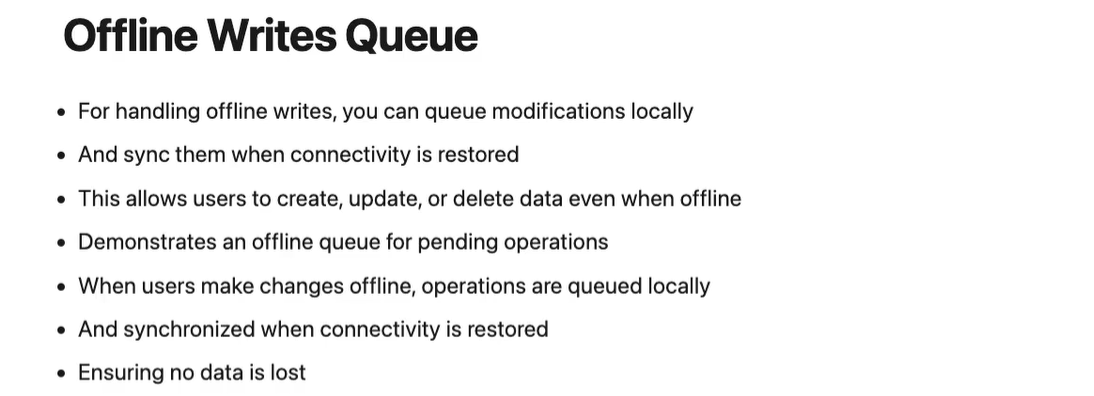 Offline Writes Queue
• For handling offline writes, you can queue modifications locally
• And sync them when connectivity is restored
• This allows users to create, update, or delete data even when offline
• Demonstrates an offline queue for pending operations
• When users make changes offline, operations are queued locally
• And synchronized when connectivity is restored
• Ensuring no data is lost